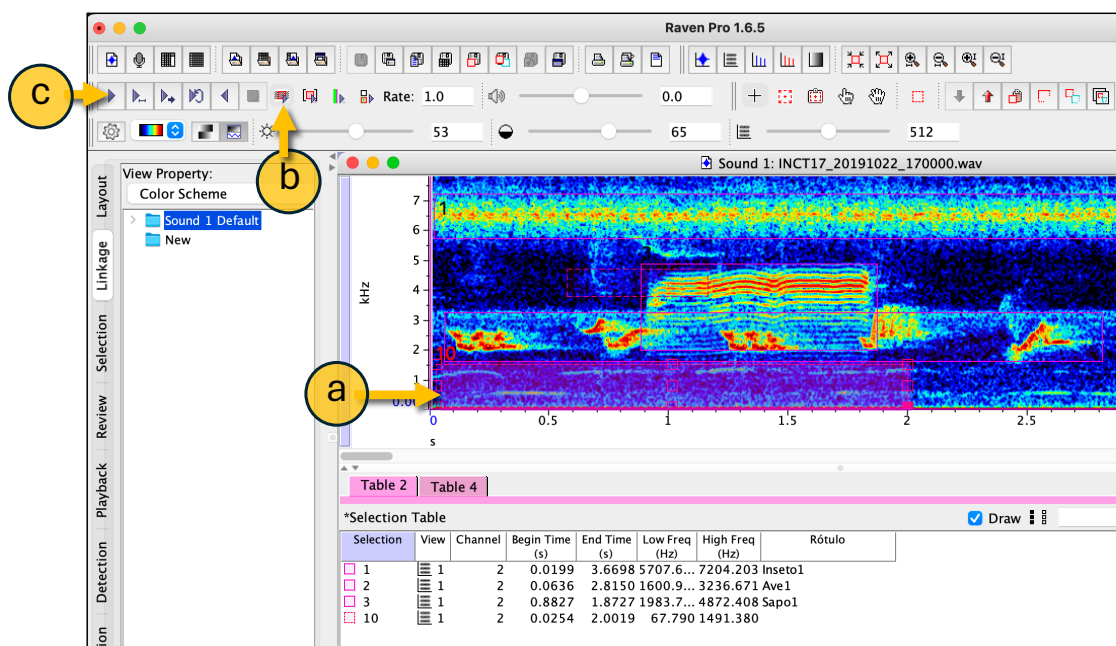 Raven Pro 1.6.5
C
Rate: 1.0
0.0
53
65
512
b
View Property:
Color Scheme
Sound 1 Default
New
Layout
Linkage
Selection
Review
Playback
Detection
ion
Sound 1: INCT17_20191022_170000.wav
7
6
5
4
3
2
1
0.00
kHz
1
10
a
0
0.5
1
1.5
2
2.5
s
Table 2
Table 4
*Selection Table
Draw
Selection View Channel Begin Time (s) End Time (s) Low Freq (Hz) High Freq (Hz) Rótulo
1 1 2 0.0199 3.6698 5707.6... 7204.203 Inseto1
2 1 2 0.0636 2.8150 1600.9... 3236.671 Ave1
3 1 2 0.8827 1.8727 1983.7... 4872.408 Sapo1
10 1 2 0.0254 2.0019 67.790 1491.380